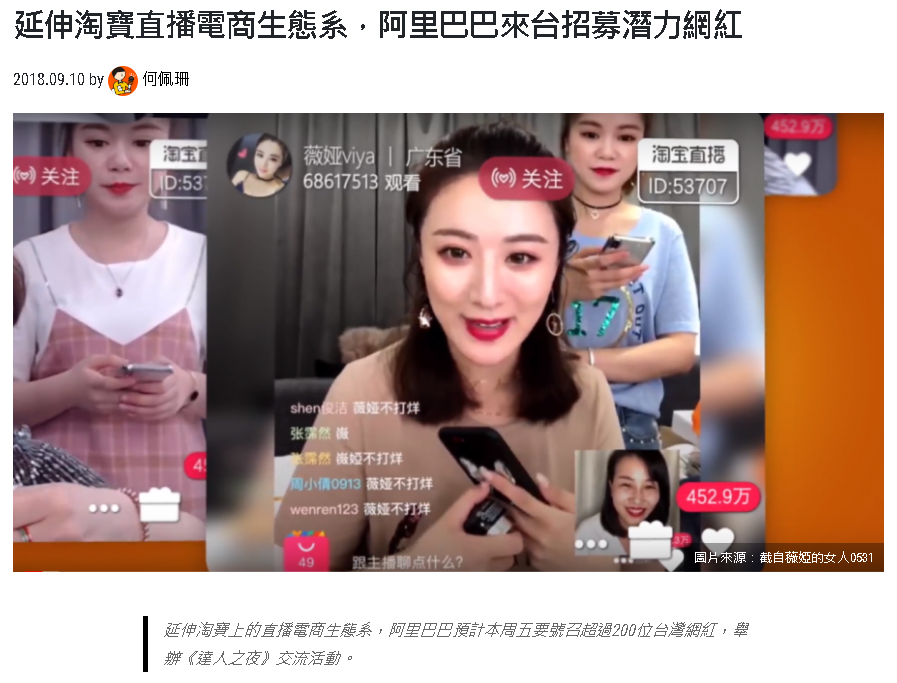 延伸淘寶直播電商生態系，阿里巴巴來台招募潛力網紅
2018.09.10 by 何佩珊
关注
淘宝直
ID:537
薇娅viya | 广东省
68617513 观看
关注
淘宝直播
ID:53707
452.9万
shen俊洁 薇娅不打烊
张霈然 薇
张霈然 薇娅不打烊
周小倩0913 薇娅不打烊
wenren123 薇娅不打烊
49
跟主播聊点什么?
45
452.9万
3万
圖片來源：截自薇婭的女人0531
延伸淘寶上的直播電商生態系，阿里巴巴預計本周五要號召超過200位台灣網紅，舉
辦《達人之夜》交流活動。